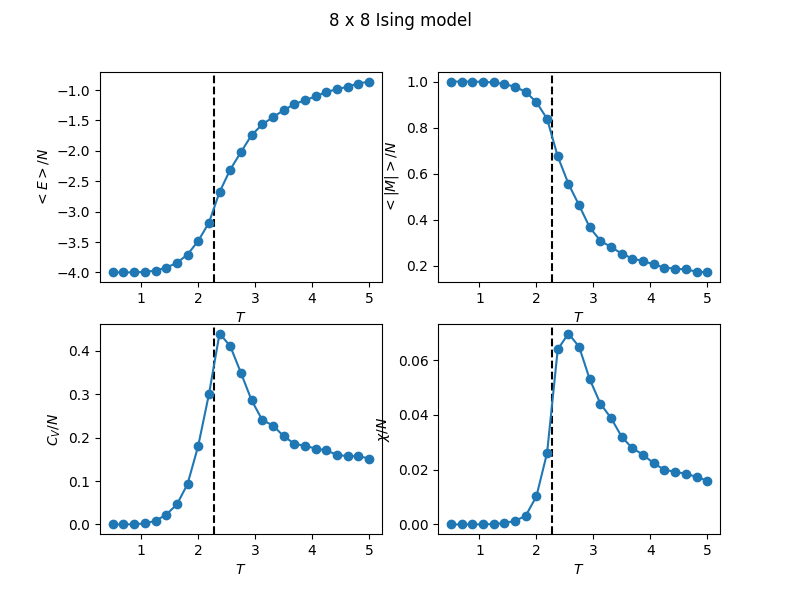 8 x 8 Ising model
< E > /N
−1.0
−1.5
−2.0
−2.5
−3.0
−3.5
−4.0
1 2 3 4 5
T
< |M| > /N
1.0
0.8
0.6
0.4
0.2
1 2 3 4 5
T
C_V/N
0.4
0.3
0.2
0.1
0.0
1 2 3 4 5
T
χ/N
0.06
0.04
0.02
0.00
1 2 3 4 5
T